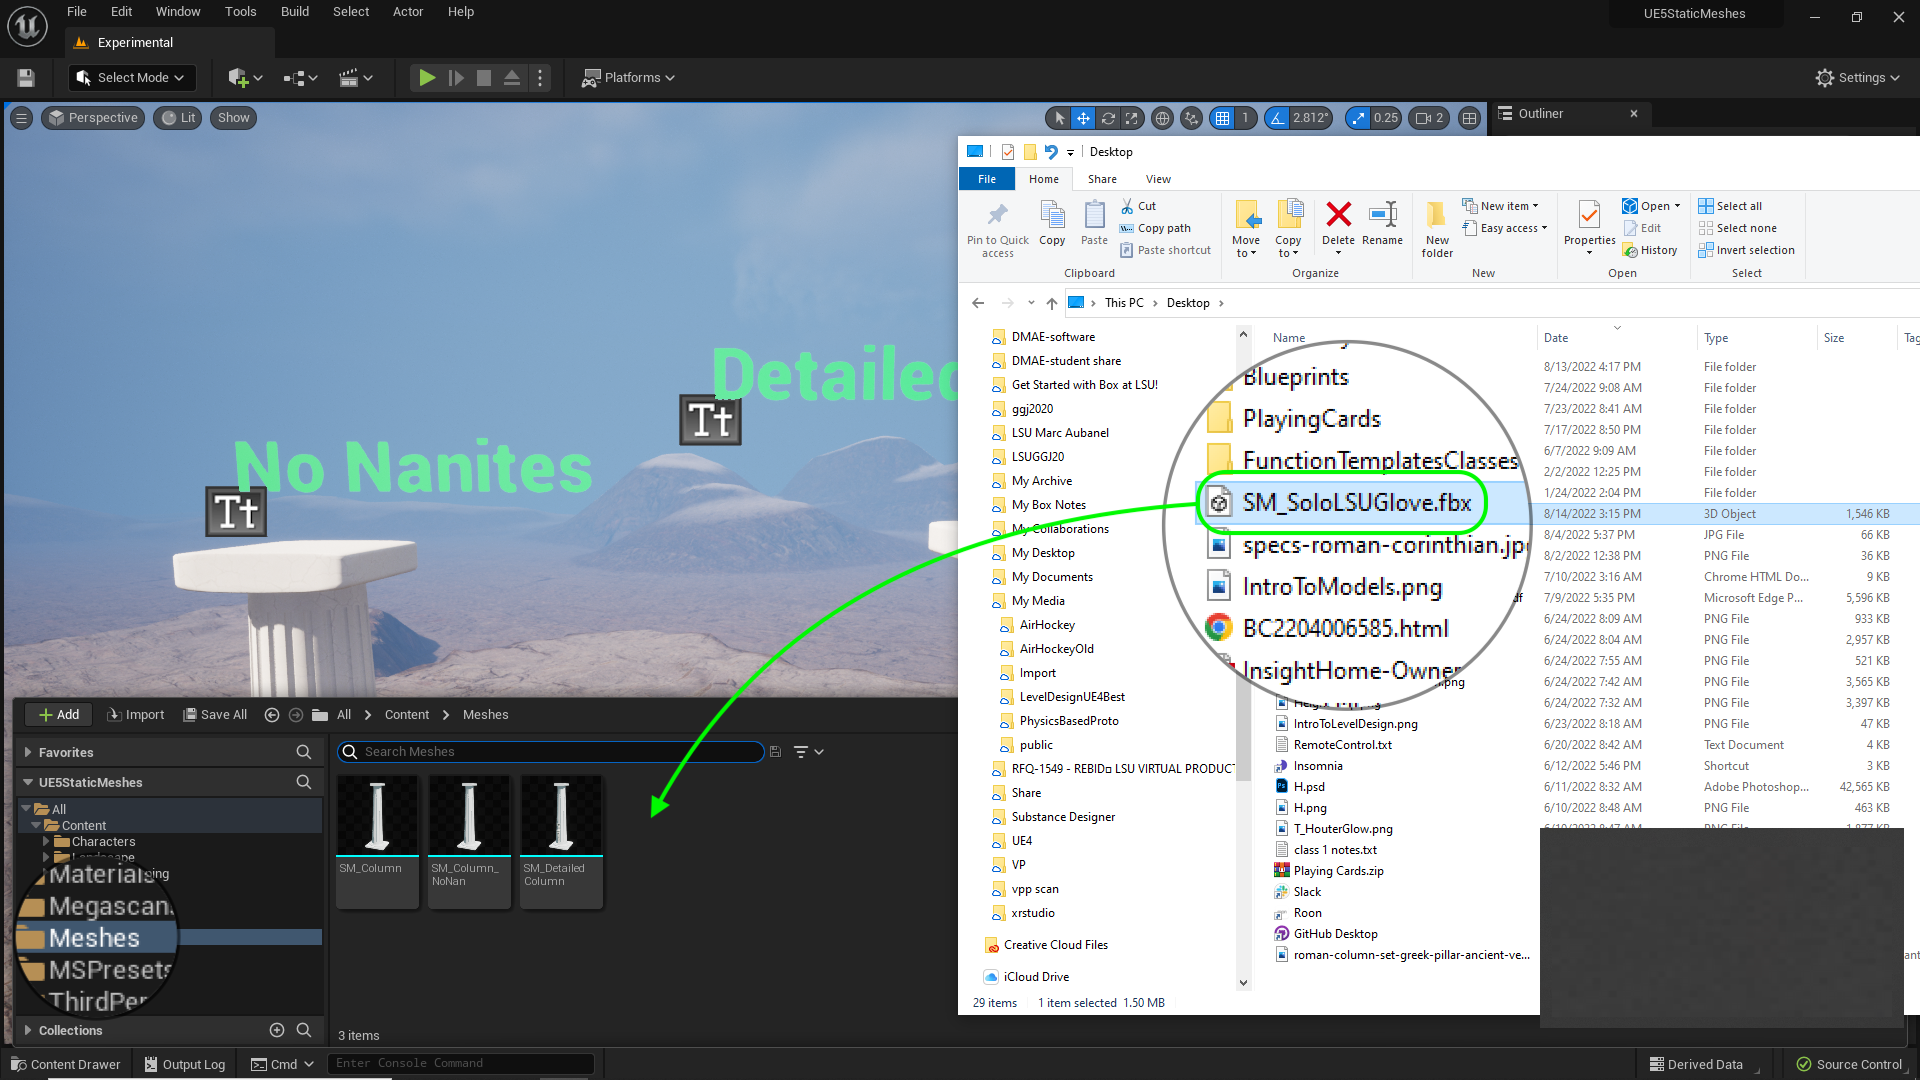 File Edit Window Tools Build Select Actor Help
UE5StaticMeshes
Experimental
Select Mode
Platforms
Settings
Perspective Lit Show
1 2.812° 0.25 2
Outliner
Detailed
Tt
No Nanites
Tt
Desktop
File Home Share View
Pin to Quick access
Copy
Paste
Cut
Copy path
Paste shortcut
Clipboard
Move to
Copy to
Delete
Rename
Organize
New folder
New item
Easy access
New
Properties
Open
Edit
History
Open
Select all
Select none
Invert selection
Select
This PC > Desktop >
DMAE-software
DMAE-student share
Get Started with Box at LSU!
ggj2020
LSU Marc Aubanel
LSUGGJ20
My Archive
My Box Notes
My Collaborations
My Desktop
My Documents
My Media
AirHockey
AirHockeyOld
Import
LevelDesignUE4Best
PhysicsBasedProto
public
RFQ-1549 - REBID▯ LSU VIRTUAL PRODUCT
Share
Substance Designer
UE4
VP
vpp scan
xrstudio
Creative Cloud Files
iCloud Drive
Name Date Type Size Tag
Blueprints
PlayingCards
FunctionTemplatesClasses
SM_SoloLSUGlove.fbx
specs-roman-corinthian.jp
IntroToModels.png
BC2204006585.html
InsightHome-Owner
8/13/2022 4:17 PM File folder
7/24/2022 9:08 AM File folder
7/23/2022 8:41 AM File folder
7/17/2022 8:50 PM File folder
6/7/2022 9:09 AM File folder
2/2/2022 12:25 PM File folder
1/24/2022 2:04 PM File folder
8/14/2022 3:15 PM 3D Object 1,546 KB
8/4/2022 5:37 PM JPG File 66 KB
8/2/2022 12:38 PM PNG File 36 KB
7/10/2022 3:16 AM Chrome HTML Do... 9 KB
df 7/9/2022 5:35 PM Microsoft Edge P... 5,596 KB
6/24/2022 8:09 AM PNG File 933 KB
6/24/2022 8:04 AM PNG File 2,957 KB
6/24/2022 7:55 AM PNG File 521 KB
.png 6/24/2022 7:42 AM PNG File 3,565 KB
6/24/2022 7:32 AM PNG File 3,397 KB
IntroToLevelDesign.png 6/23/2022 8:18 AM PNG File 47 KB
RemoteControl.txt 6/20/2022 8:42 AM Text Document 4 KB
Insomnia 6/12/2022 5:46 PM Shortcut 3 KB
H.psd 6/11/2022 8:32 AM Adobe Photoshop... 42,565 KB
H.png 6/10/2022 8:48 AM PNG File 463 KB
T_HouterGlow.png
class 1 notes.txt
Playing Cards.zip
Slack
Roon
GitHub Desktop
roman-column-set-greek-pillar-ancient-ve...
ant
29 items 1 item selected 1.50 MB
Add Import Save All All > Content > Meshes
Favorites
UE5StaticMeshes
All
Content
Characters
Materials
Megascan
Meshes
MSPresets
ThirdPer
Collections
Search Meshes
SM_Column
SM_Column_NoNan
SM_Detailed Column
3 items
Content Drawer Output Log Cmd Enter Console Command
Derived Data Source Control